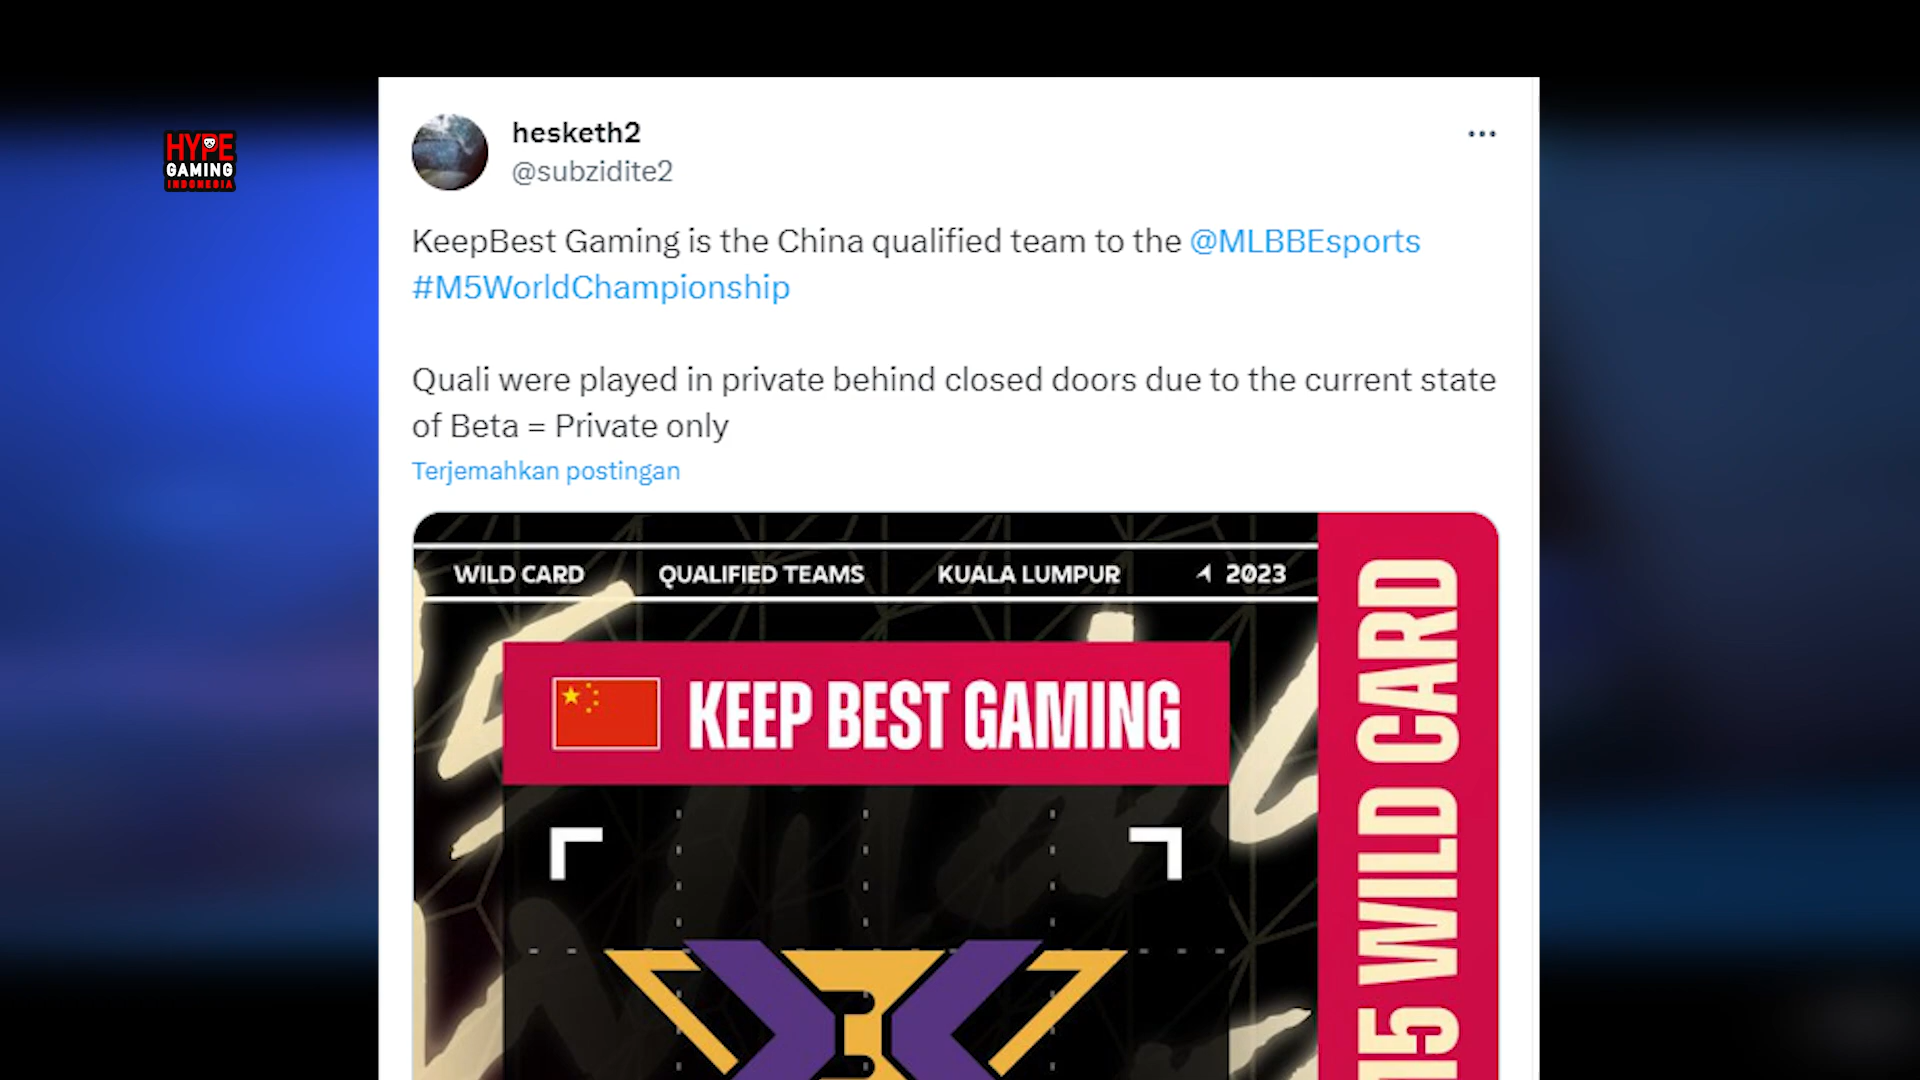 HYPE
GAMING
INDONESIA
hesketh2
@subzidite2
KeepBest Gaming is the China qualified team to the @MLBBEsports
#M5WorldChampionship
Quali were played in private behind closed doors due to the current state
of Beta = Private only
Terjemahkan postingan
WILD CARD QUALIFIED TEAMS KUALA LUMPUR 2023
KEEP BEST GAMING
M5 WILD CARD